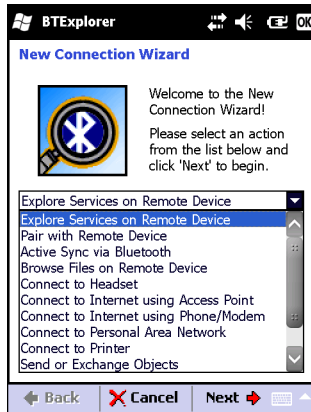 BTExplorer
OK
New Connection Wizard
Welcome to the New
Connection Wizard!
Please select an action
from the list below and
click 'Next' to begin.
Explore Services on Remote Device
Explore Services on Remote Device
Pair with Remote Device
Active Sync via Bluetooth
Browse Files on Remote Device
Connect to Headset
Connect to Internet using Access Point
Connect to Internet using Phone/Modem
Connect to Personal Area Network
Connect to Printer
Send or Exchange Objects
Back
Cancel
Next